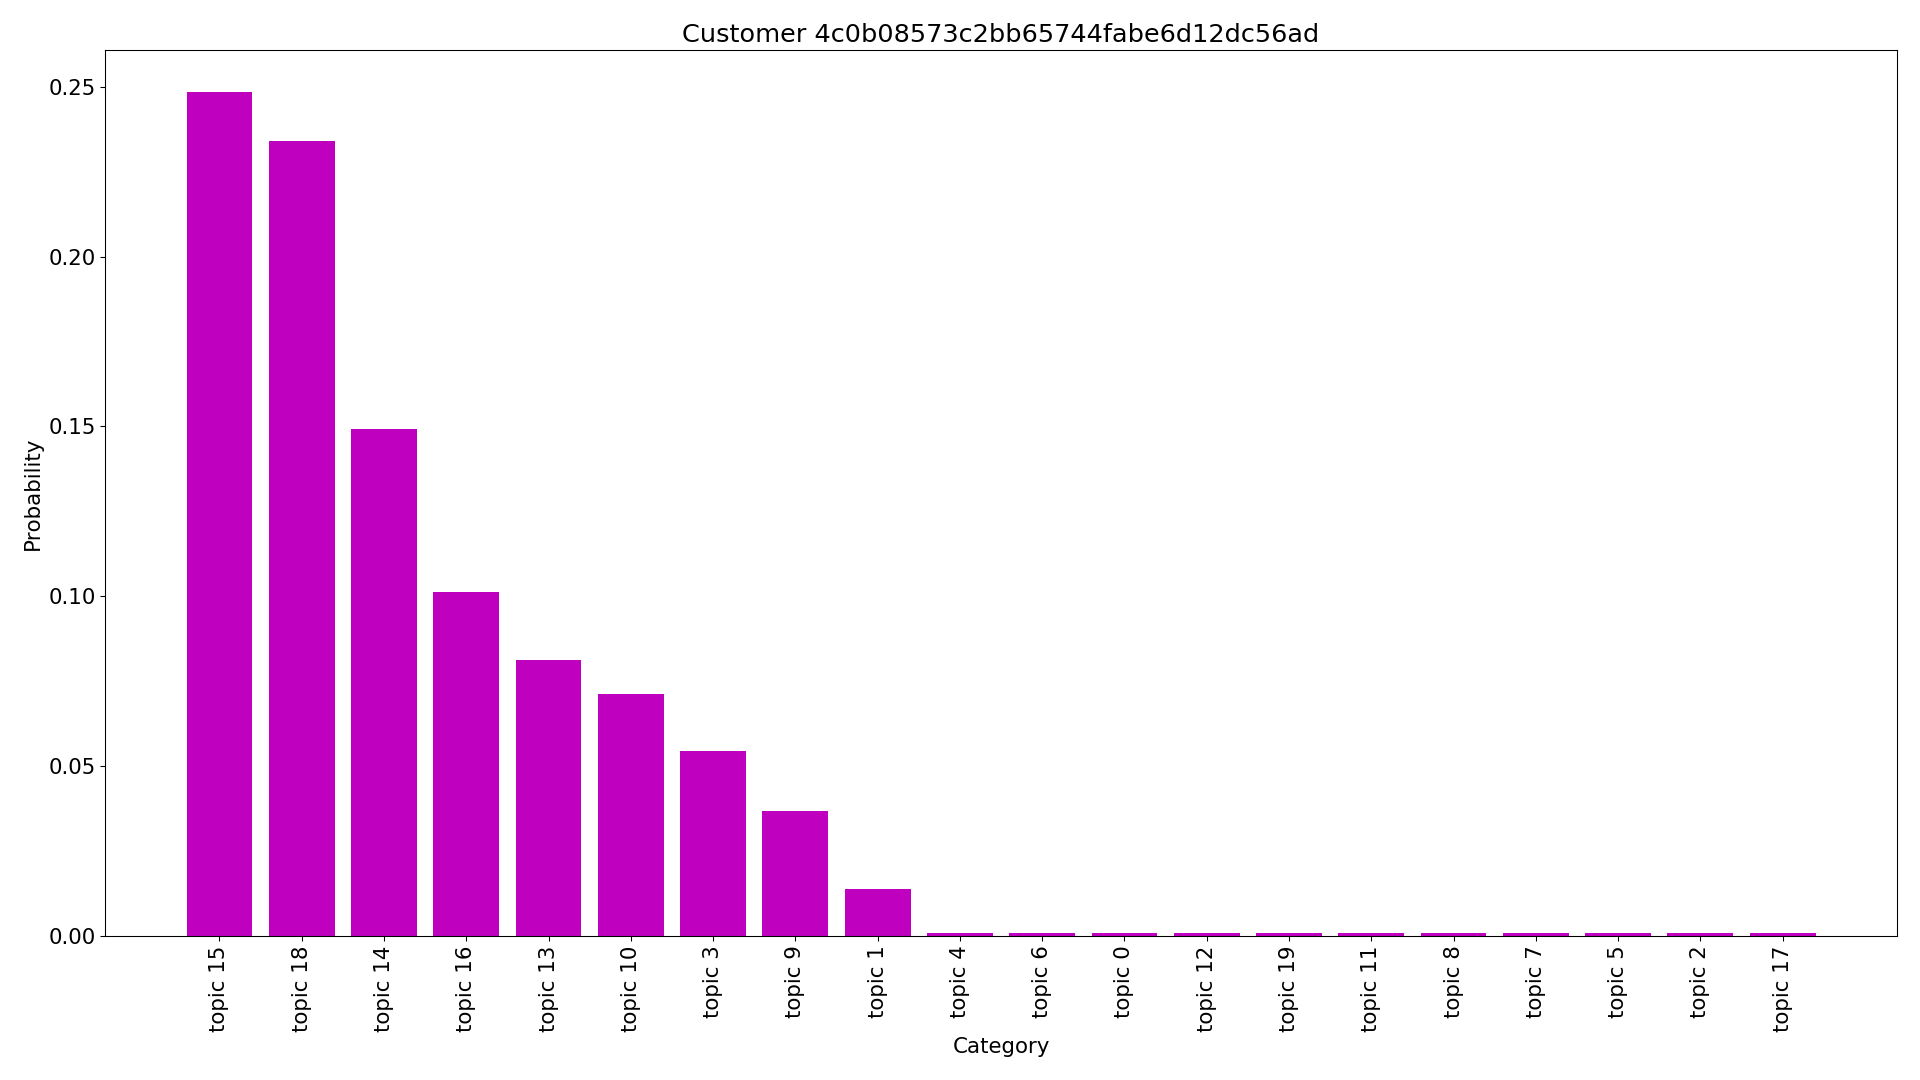 Customer 4c0b08573c2bb65744fabe6d12dc56ad
0.25
0.20
0.15
0.10
0.05
0.00
Probability
topic 15
topic 18
topic 14
topic 16
topic 13
topic 10
topic 3
topic 9
topic 1
topic 4
topic 6
topic 0
topic 12
topic 19
topic 11
topic 8
topic 7
topic 5
topic 2
topic 17
Category